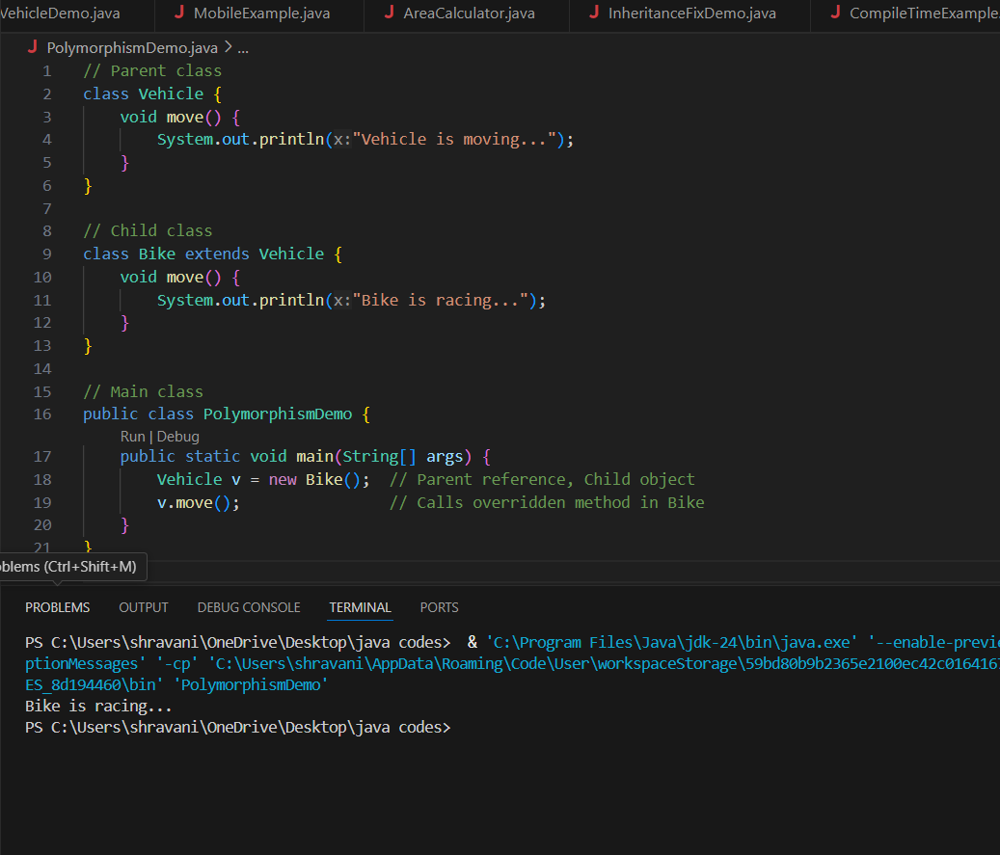 VehicleDemo.java MobileExample.java AreaCalculator.java InheritanceFixDemo.java CompileTimeExample.
PolymorphismDemo.java > ...
1 // Parent class
2 class Vehicle {
3 void move() {
4 System.out.println(x:"Vehicle is moving...");
5 }
6 }
7
8 // Child class
9 class Bike extends Vehicle {
10 void move() {
11 System.out.println(x:"Bike is racing...");
12 }
13 }
14
15 // Main class
16 public class PolymorphismDemo {
Run | Debug
17 public static void main(String[] args) {
18 Vehicle v = new Bike(); // Parent reference, Child object
19 v.move(); // Calls overridden method in Bike
20 }
21 }
oblems (Ctrl+Shift+M)
PROBLEMS OUTPUT DEBUG CONSOLE TERMINAL PORTS
PS C:\Users\shravani\OneDrive\Desktop\java codes> & 'C:\Program Files\Java\jdk-24\bin\java.exe' '--enable-previe
ptionMessages' '-cp' 'C:\Users\shravani\AppData\Roaming\Code\User\workspaceStorage\59bd80b9b2365e2100ec42c0164167
ES_8d194460\bin' 'PolymorphismDemo'
Bike is racing...
PS C:\Users\shravani\OneDrive\Desktop\java codes>